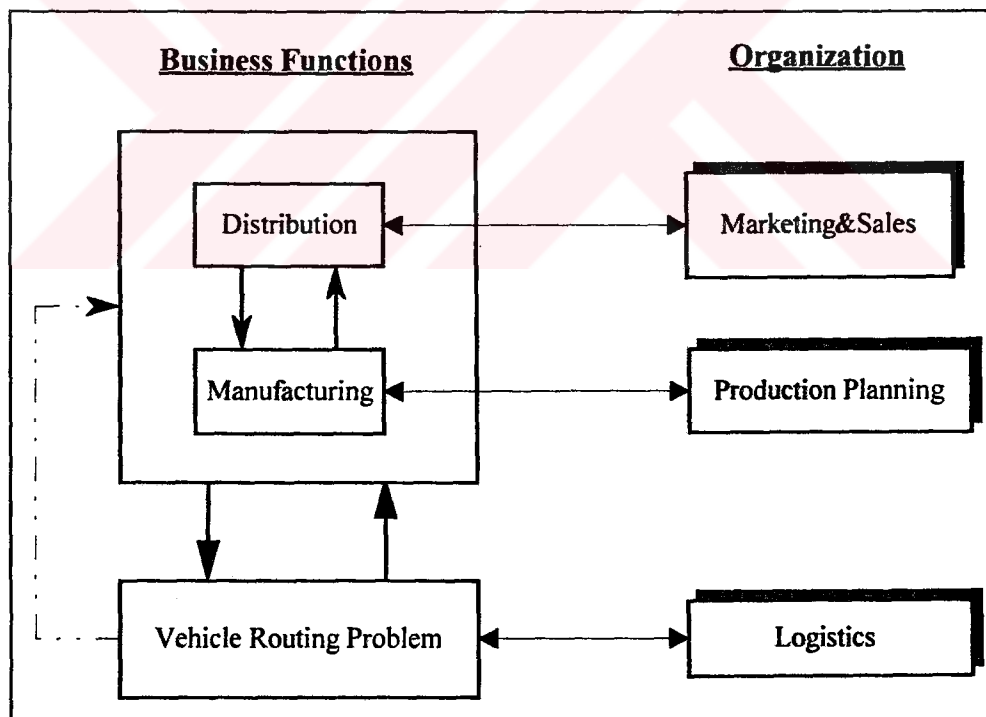 Business Functions
Organization
Distribution
Marketing&Sales
Manufacturing
Production Planning
Vehicle Routing Problem
Logistics